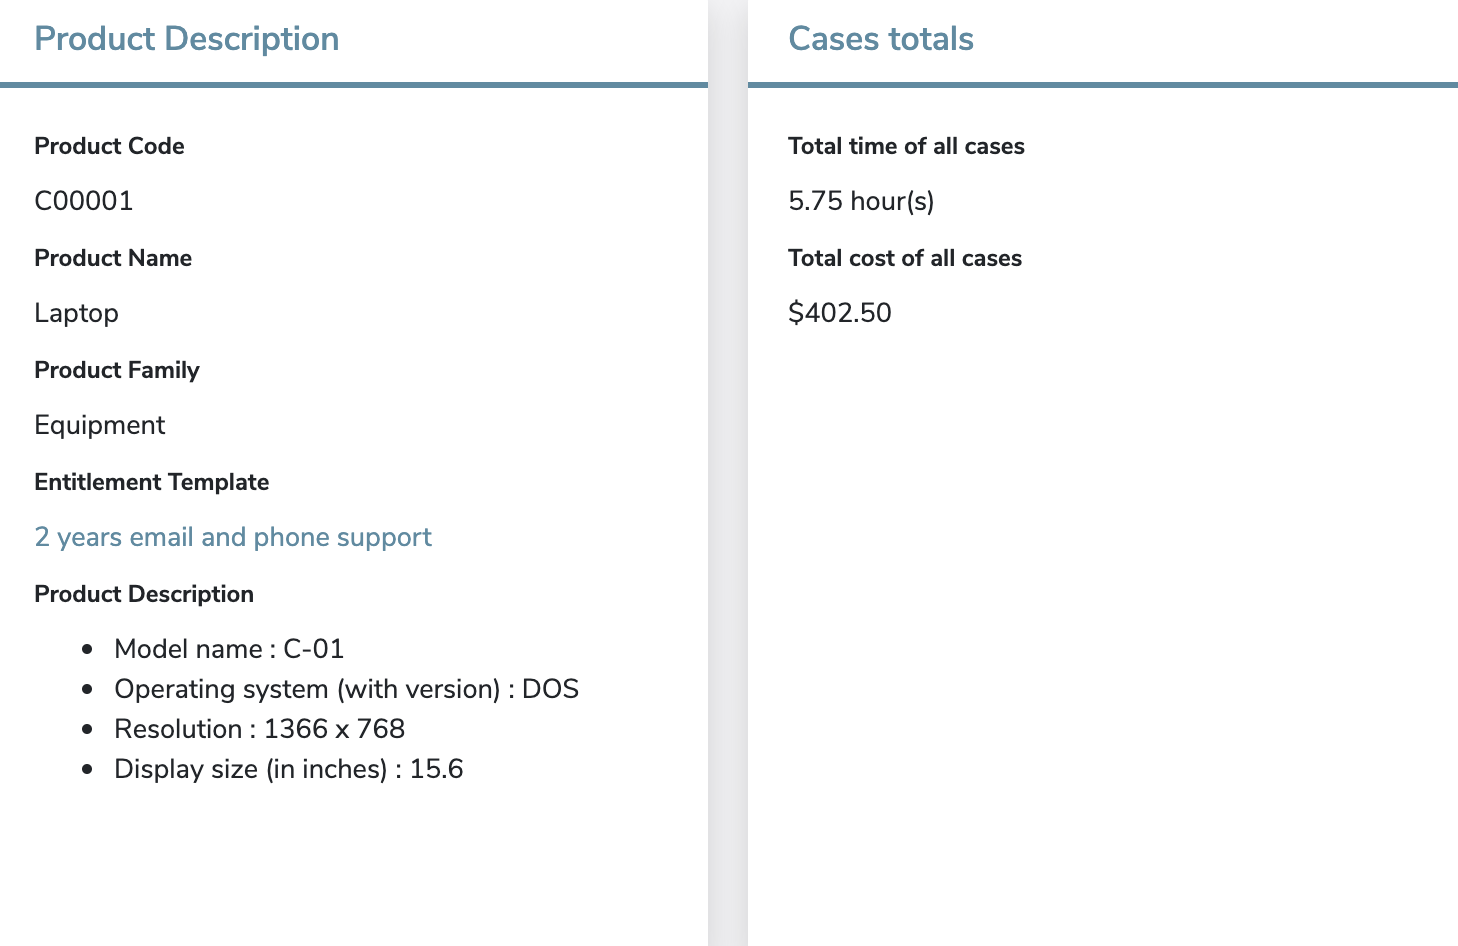 Product Description
Product Code
C00001
Product Name
Laptop
Product Family
Equipment
Entitlement Template
2 years email and phone support
Product Description
Model name : C-01
Operating system (with version) : DOS
Resolution : 1366 x 768
Display size (in inches) : 15.6
Cases totals
Total time of all cases
5.75 hour(s)
Total cost of all cases
$402.50